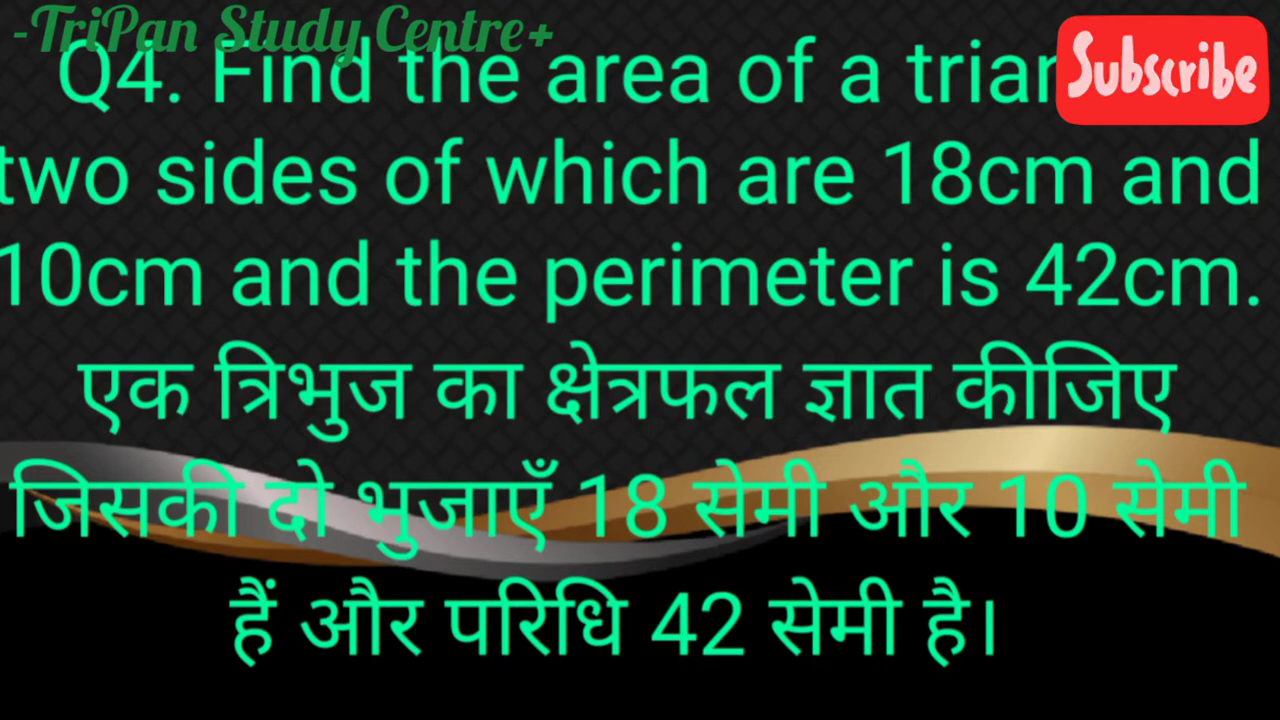 -TriPan Study Centre+
Subscribe
Q4. Find the area of a
two sides of which are 18cm and
10cm and the perimeter is 42cm.
एक त्रिभुज का क्षेत्रफल ज्ञात कीजिए
जिसकी दो भुजाएँ 18 सेमी और 10 सेमी
हैं और परिधि 42 सेमी है।